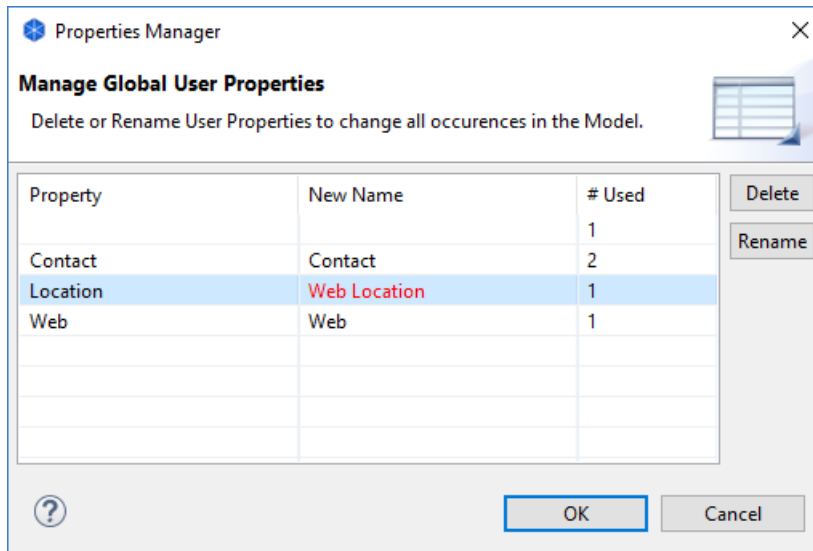 Properties Manager
Manage Global User Properties
Delete or Rename User Properties to change all occurences in the Model.
Property New Name # Used
1
Contact Contact 2
Location Web Location 1
Web Web 1
Delete
Rename
? OK Cancel